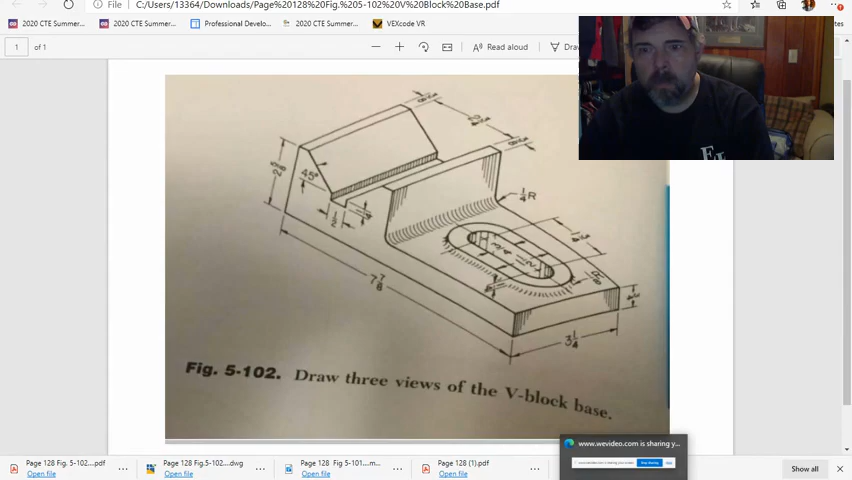 File C:/Users/13364/Downloads/Page%20128%20Fig.%205-102%20V%20Block%20Base.pdf
2020 CTE Summer...
2020 CTE Summer...
Professional Develo...
2020 CTE Summer...
VEXcode VR
1 of 1
Read aloud
Draw
45°
1/4 R
7 7/8
3 1/4
Fig. 5-102. Draw three views of the V-block base.
www.wevideo.com is sharing y...
Page 128 Fig. 5-102....pdf
Open file
Page 128 Fig.5-102...dwg
Open file
Page 128 Fig 5-101...m...
Open file
Page 128 (1).pdf
Open file
Show all